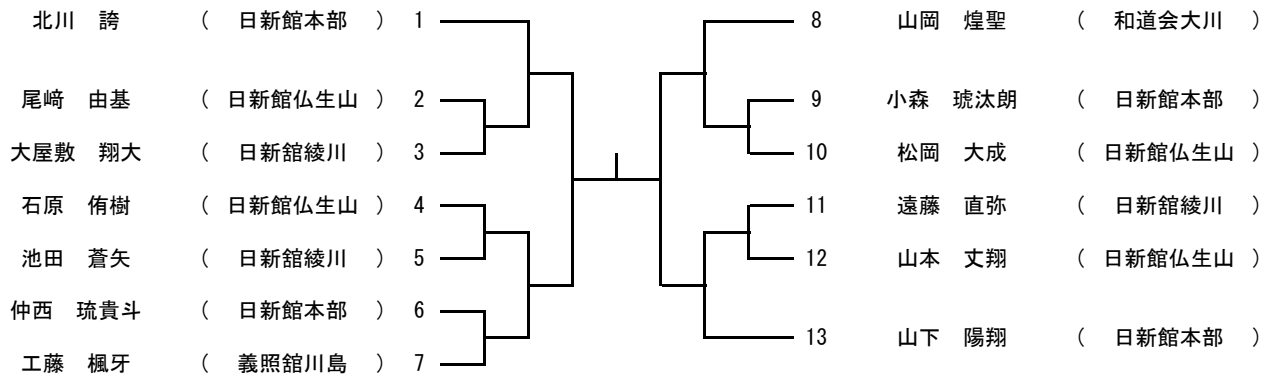 北川　誇 （ 日新館本部 ） 1
尾﨑　由基 （ 日新館仏生山 ） 2
大屋敷　翔大 （ 日新舘綾川 ） 3
石原　侑樹 （ 日新館仏生山 ） 4
池田　蒼矢 （ 日新舘綾川 ） 5
仲西　琉貴斗 （ 日新館本部 ） 6
工藤　楓牙 （ 義照舘川島 ） 7
8 山岡　煌聖 （ 和道会大川 ）
9 小森　琥汰朗 （ 日新館本部 ）
10 松岡　大成 （ 日新館仏生山 ）
11 遠藤　直弥 （ 日新舘綾川 ）
12 山本　丈翔 （ 日新館仏生山 ）
13 山下　陽翔 （ 日新館本部 ）